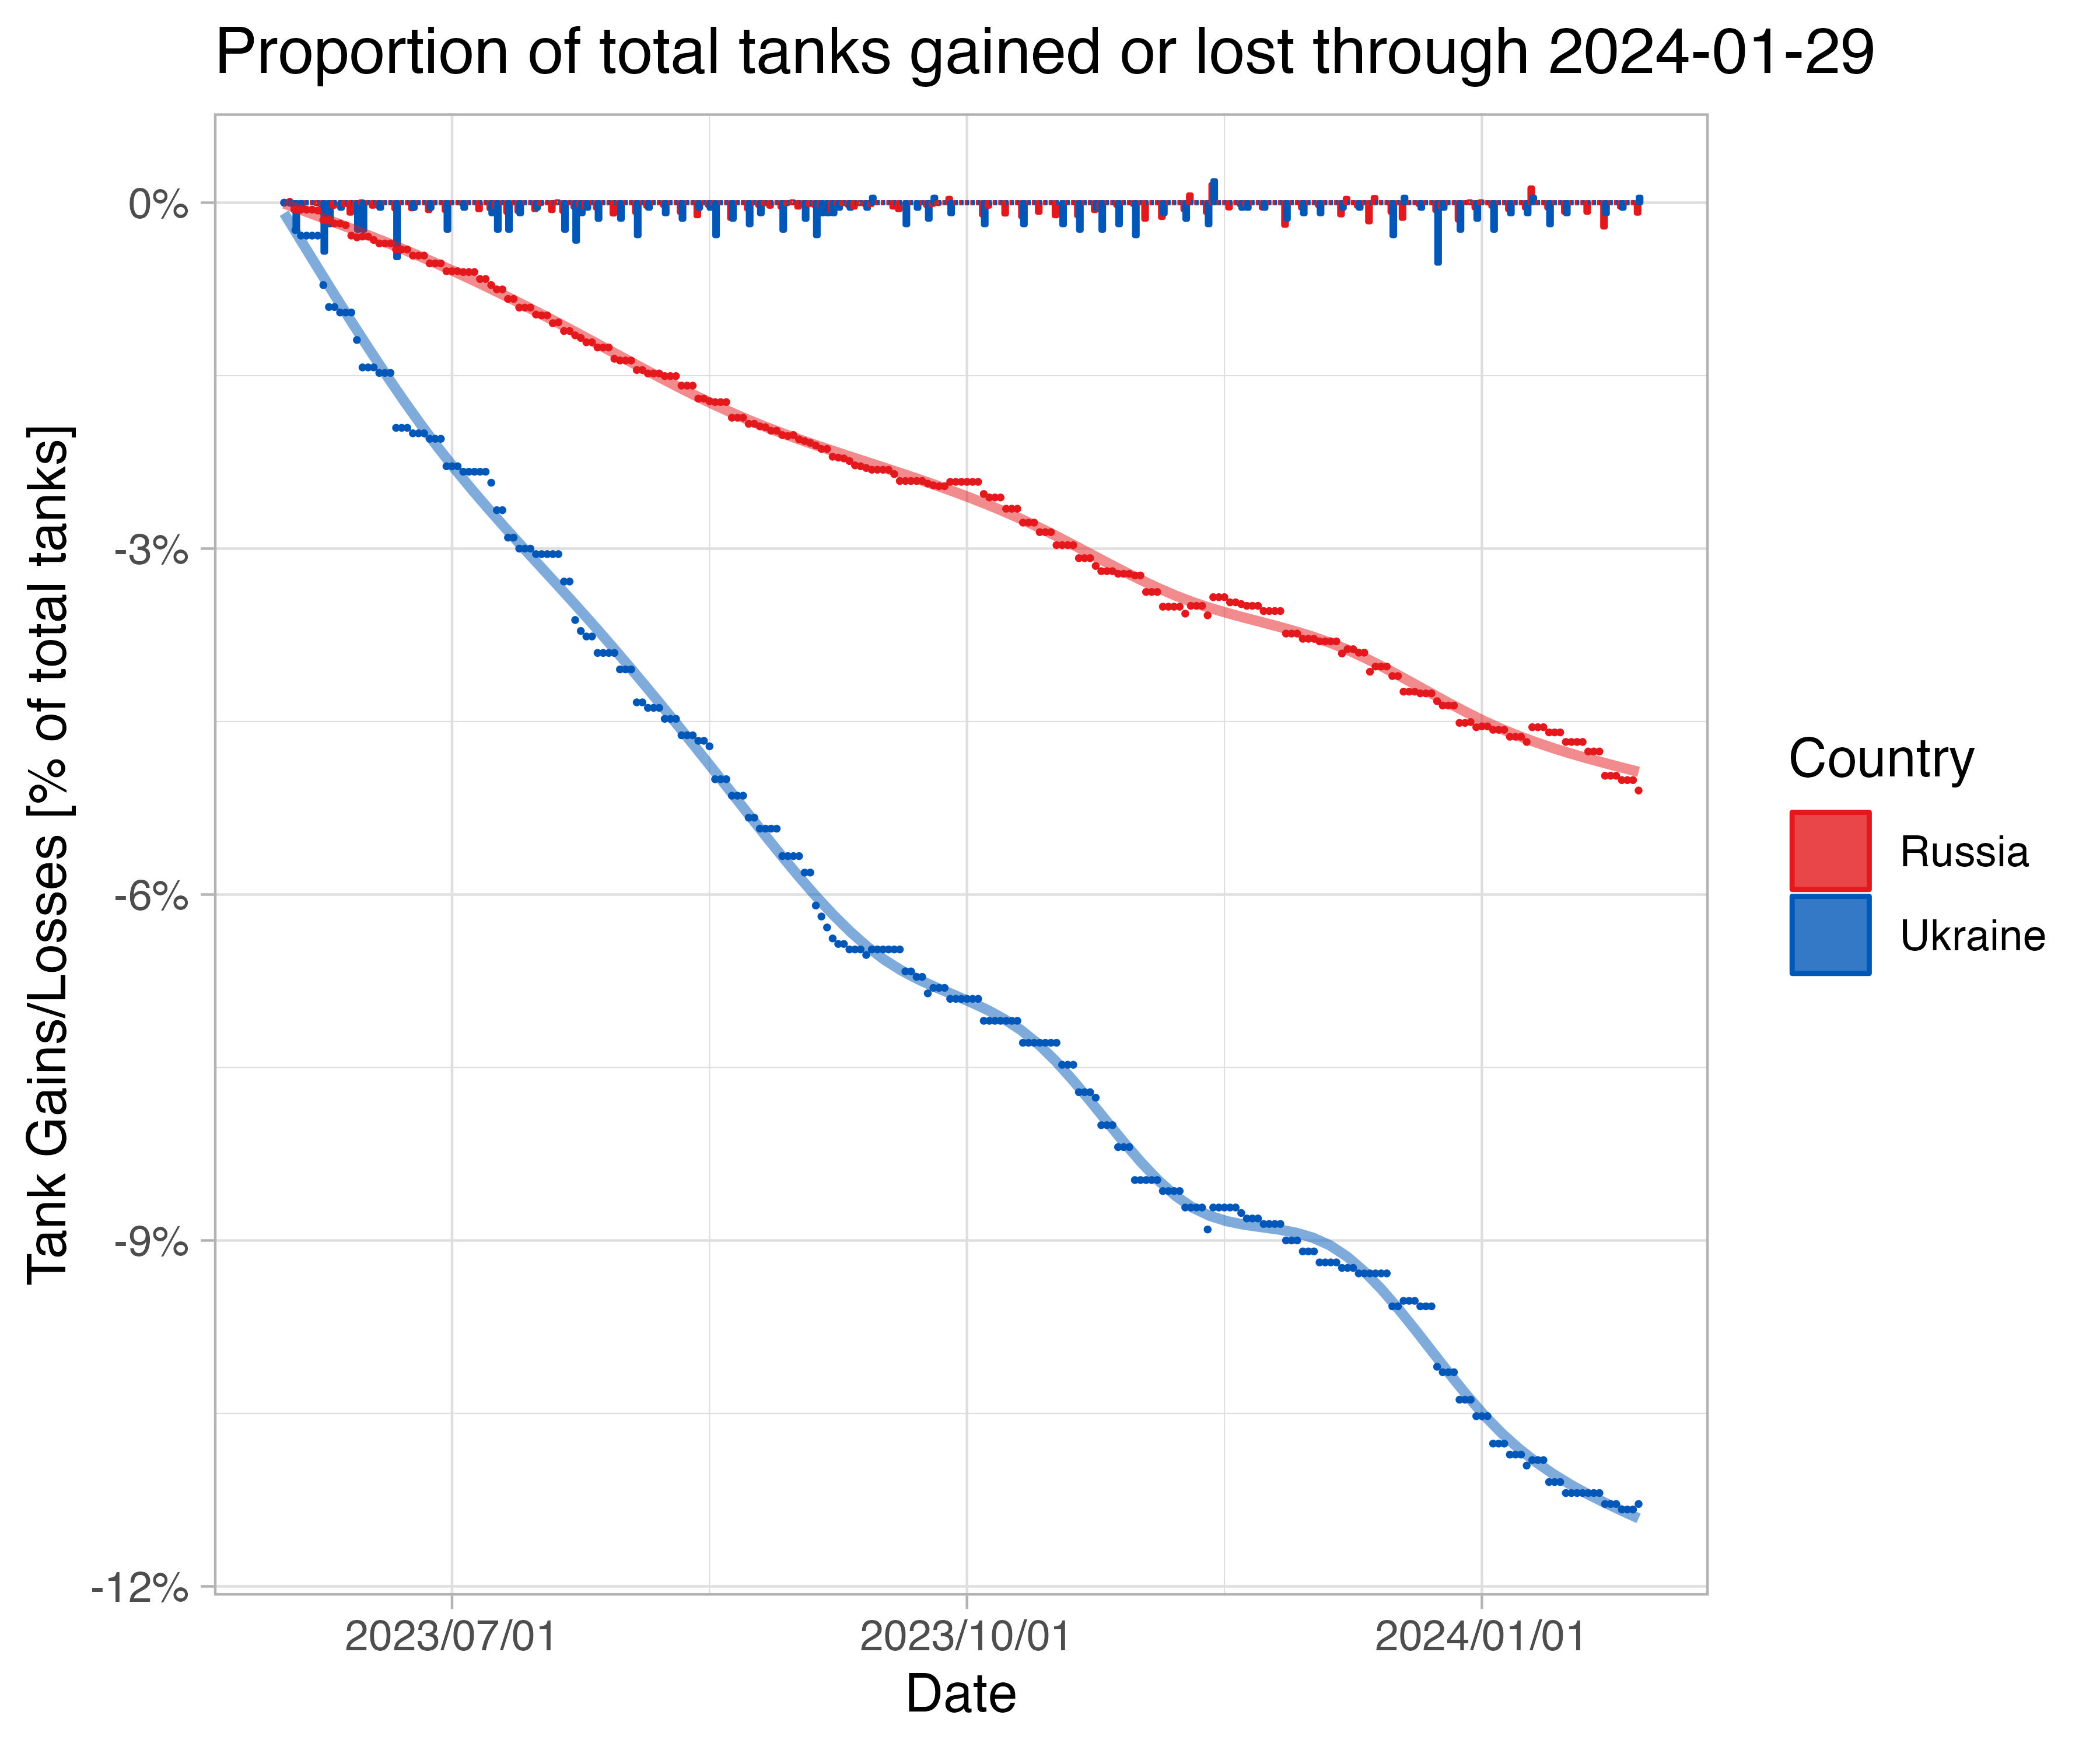 Proportion of total tanks gained or lost through 2024-01-29
Tank Gains/Losses [% of total tanks]
0%
-3%
-6%
-9%
-12%
2023/07/01
2023/10/01
2024/01/01
Date
Country
Russia
Ukraine